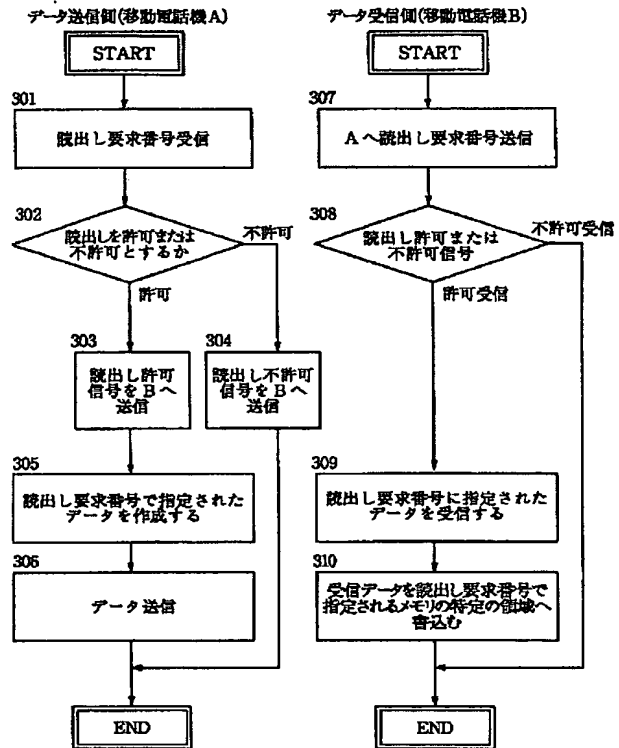 データ送信側(移動電話機A)
START
301
読出し要求番号受信
302
読出しを許可または
不許可とするか
不許可
許可
303
読出し許可
信号をBへ
送信
304
読出し不許可
信号をBへ
送信
305
読出し要求番号で指定された
データを作成する
306
データ送信
END
データ受信側(移動電話機B)
START
307
Aへ読出し要求番号送信
308
読出し許可または
不許可信号
不許可受信
許可受信
309
読出し要求番号に指定された
データを受信する
310
受信データを読出し要求番号で
指定されるメモリの特定の領域へ
書込む
END